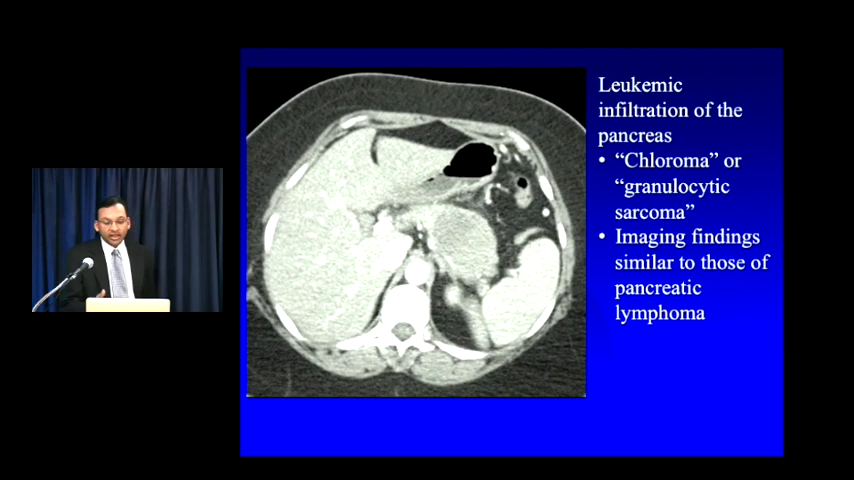 Leukemic
infiltration of the
pancreas
• “Chloroma” or
“granulocytic
sarcoma”
• Imaging findings
similar to those of
pancreatic
lymphoma